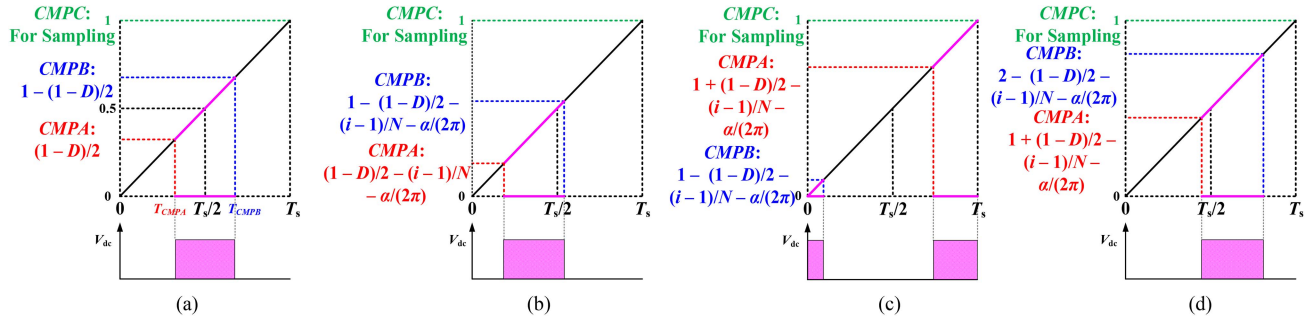 CMPC:
For Sampling
1
CMPB:
1 – (1 – D)/2
0.5
CMPA:
(1 – D)/2
0
0
T_CMPA
T_s/2
T_CMPB
T_s
V_dc
(a)
CMPC:
For Sampling
1
CMPB:
1 – (1 – D)/2 –
(i – 1)/N – α/(2π)
CMPA:
(1 – D)/2 – (i – 1)/N
– α/(2π)
0
0
T_s/2
T_s
V_dc
(b)
CMPC:
For Sampling
1
CMPA:
1 + (1 – D)/2 –
(i – 1)/N –
α/(2π)
CMPB:
1 – (1 – D)/2 –
(i – 1)/N – α/(2π)
0
0
T_s/2
T_s
V_dc
(c)
CMPC:
For Sampling
1
CMPB:
2 – (1 – D)/2 –
(i – 1)/N – α/(2π)
CMPA:
1 + (1 – D)/2 –
(i – 1)/N –
α/(2π)
0
0
T_s/2
T_s
V_dc
(d)